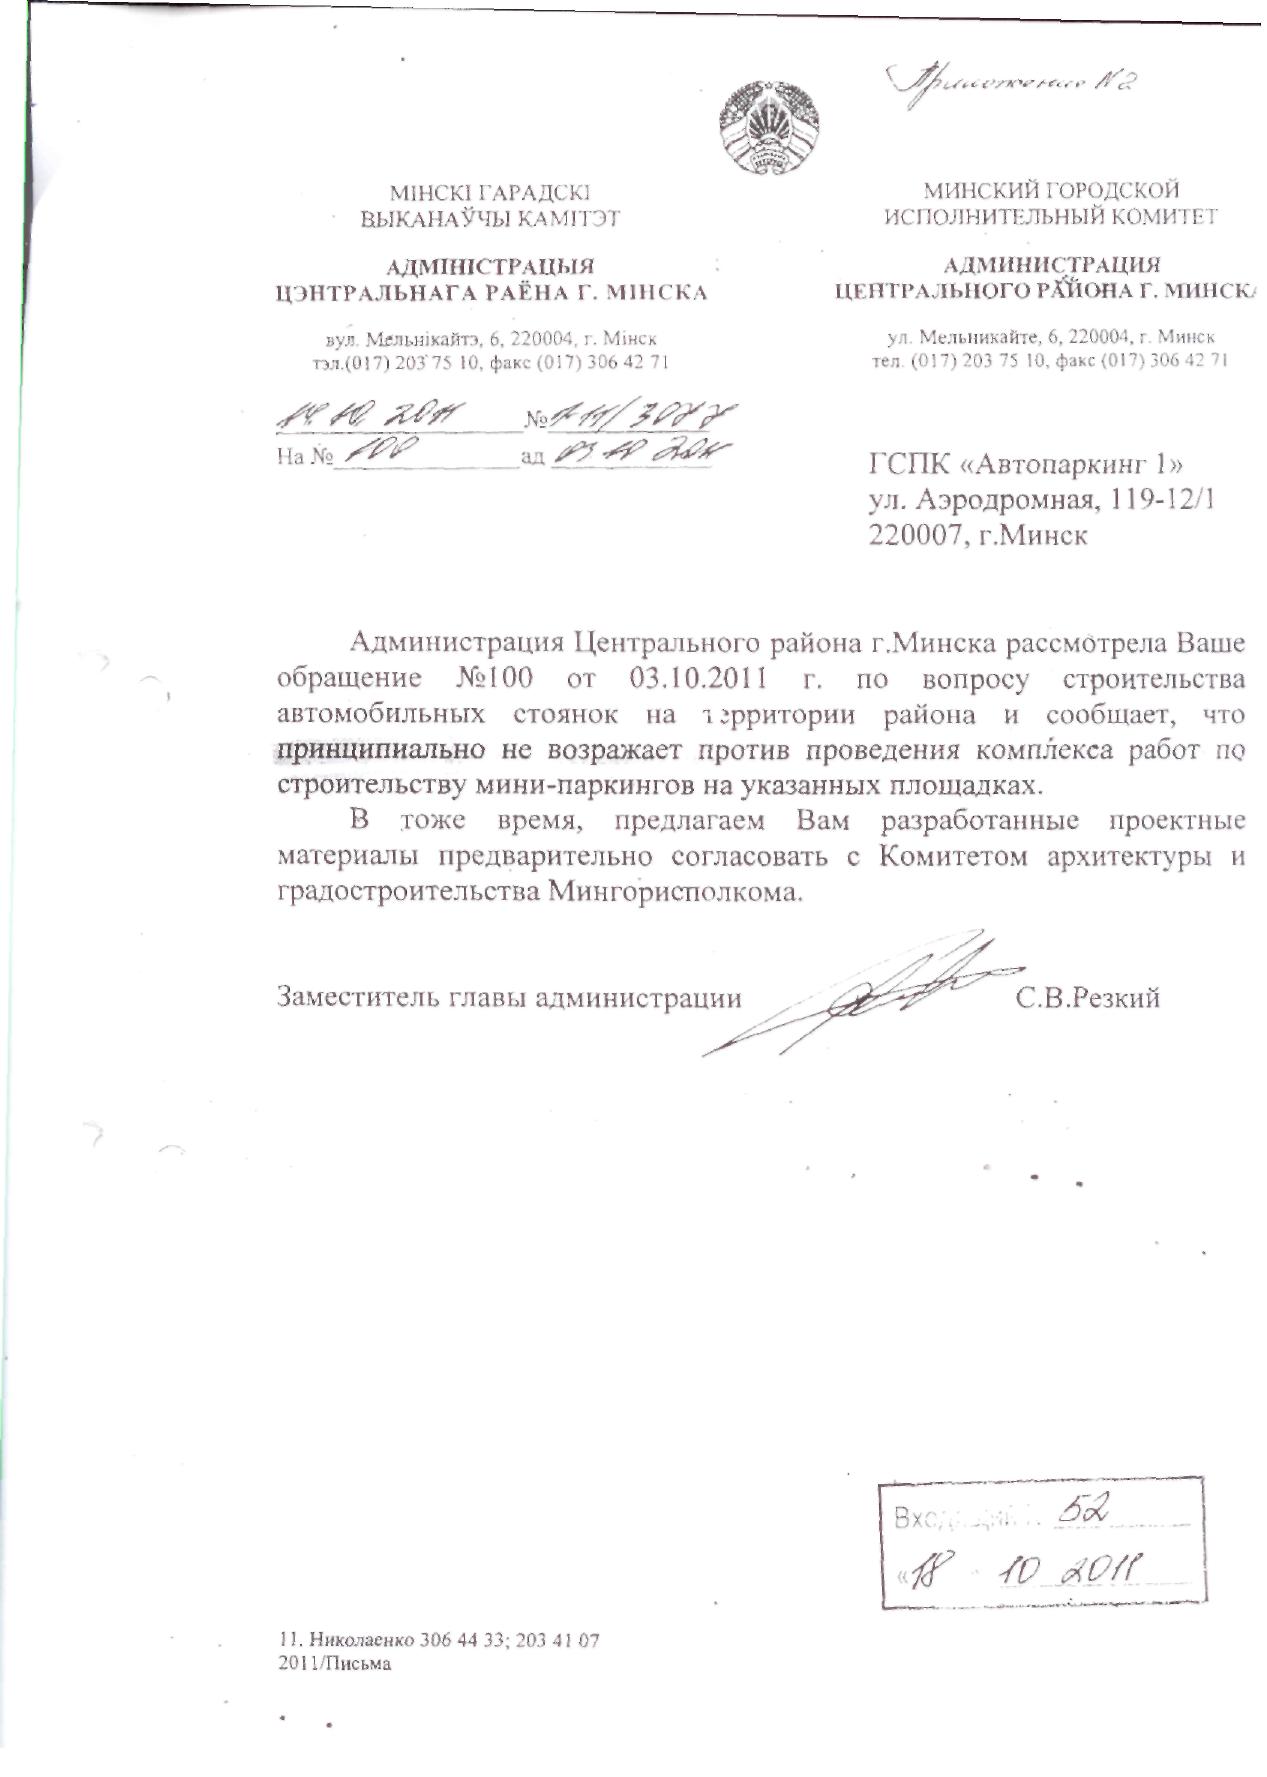 Приложение №2
МІНСКІ ГАРАДСКІ
ВЫКАНАЎЧЫ КАМІТЭТ
АДМІНІСТРАЦЫЯ
ЦЭНТРАЛЬНАГА РАЁНА Г. МІНСКА
вул. Мельнікайтэ, 6, 220004, г. Мінск
тэл.(017) 203 75 10, факс (017) 306 42 71
МИНСКИЙ ГОРОДСКОЙ
ИСПОЛНИТЕЛЬНЫЙ КОМИТЕТ
АДМИНИСТРАЦИЯ
ЦЕНТРАЛЬНОГО РАЙОНА Г. МИНСКА
ул. Мельникайте, 6, 220004, г. Минск
тел. (017) 203 75 10, факс (017) 306 42 71
14.10.2011 №
На № 100 ад 03 10 2011
ГСПК «Автопаркинг 1»
ул. Аэродромная, 119-12/1
220007, г.Минск
Администрация Центрального района г.Минска рассмотрела Ваше
обращение №100 от 03.10.2011 г. по вопросу строительства
автомобильных стоянок на территории района и сообщает, что
принципиально не возражает против проведения комплекса работ по
строительству мини-паркингов на указанных площадках.
В тоже время, предлагаем Вам разработанные проектные
материалы предварительно согласовать с Комитетом архитектуры и
градостроительства Мингорисполкома.
Заместитель главы администрации С.В.Резкий
Входящий 52
«18 10 2011
11. Николаенко 306 44 33; 203 41 07
2011/Письма